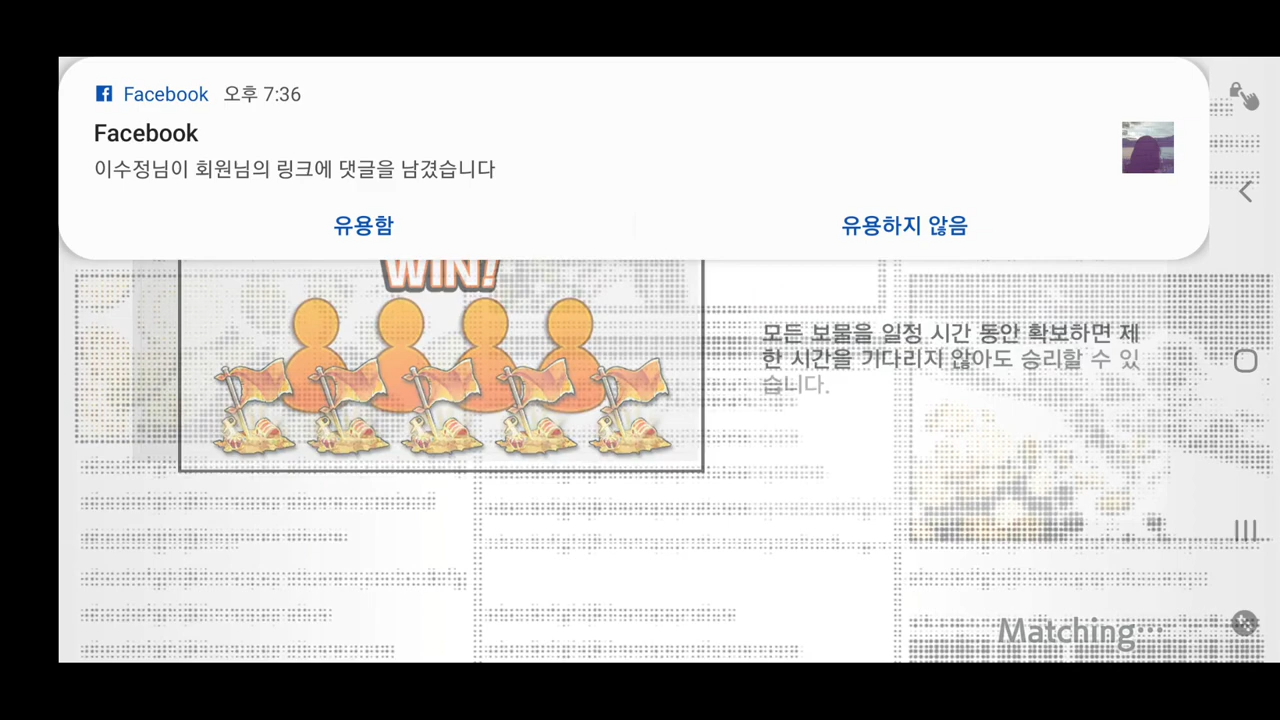 Facebook 오후 7:36
Facebook
이수정님이 회원님의 링크에 댓글을 남겼습니다
유용함 유용하지 않음
WIN!
모든 보물을 일정 시간 동안 확보하면 제
한 시간을 기다리지 않아도 승리할 수 있
습니다.
Matching…